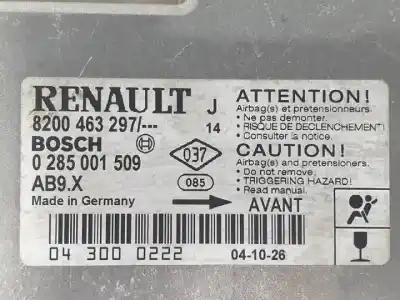 RENAULT J
8200 463 297/--- 14
BOSCH
0 285 001 509
AB9.X
Made in Germany
037
085
ATTENTION!
Airbag(s) et pretensionneurs.
• Ne pas demonter.
• RISQUE DE DECLENCHEMENT!
• Consulter la notice.
CAUTION!
Airbag(s) and pretensioners.
• Do not remove.
• TRIGGERING HAZARD!
• Read manual.
AVANT
04 300 0222
04-10-26